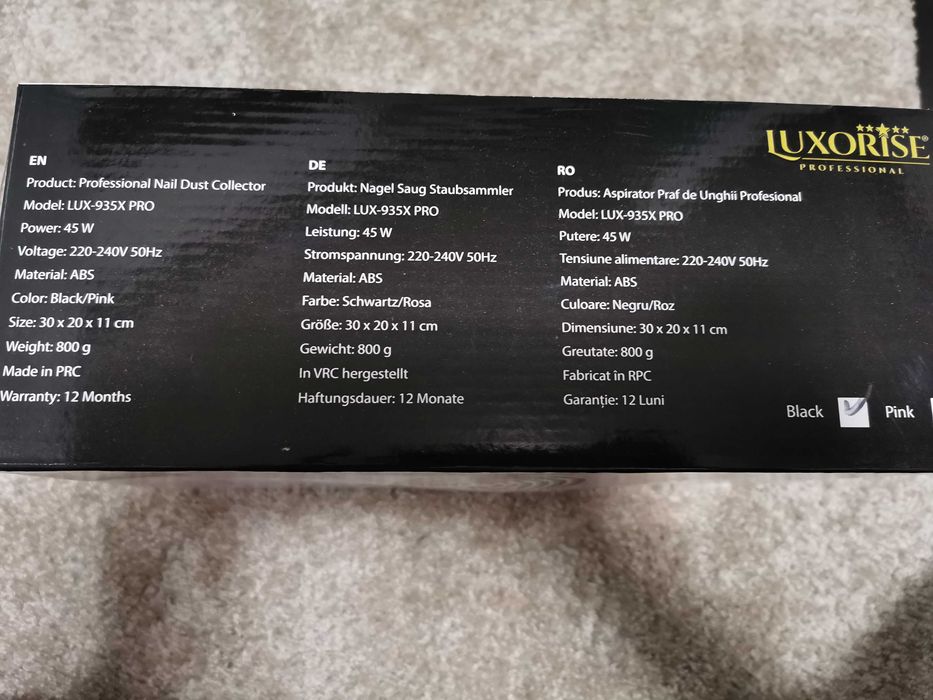 EN
Product: Professional Nail Dust Collector
Model: LUX-935X PRO
Power: 45 W
Voltage: 220-240V 50Hz
Material: ABS
Color: Black/Pink
Size: 30 x 20 x 11 cm
Weight: 800 g
Made in PRC
Warranty: 12 Months
DE
Produkt: Nagel Saug Staubsammler
Modell: LUX-935X PRO
Leistung: 45 W
Stromspannung: 220-240V 50Hz
Material: ABS
Farbe: Schwartz/Rosa
Größe: 30 x 20 x 11 cm
Gewicht: 800 g
In VRC hergestellt
Haftungsdauer: 12 Monate
RO
Produs: Aspirator Praf de Unghii Profesional
Model: LUX-935X PRO
Putere: 45 W
Tensiune alimentare: 220-240V 50Hz
Material: ABS
Culoare: Negru/Roz
Dimensiune: 30 x 20 x 11 cm
Greutate: 800 g
Fabricat în RPC
Garanție: 12 Luni
LUXORISE®
PROFESSIONAL
Black
Pink